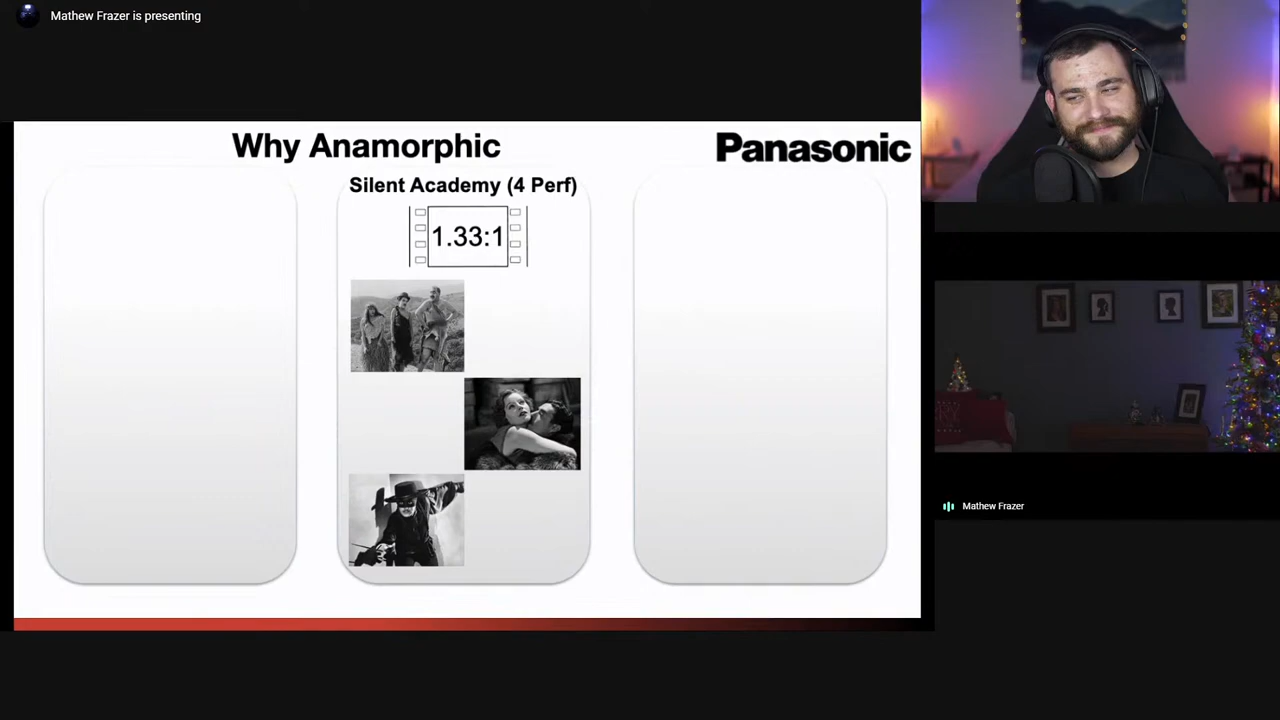 Mathew Frazer is presenting
Why Anamorphic
Panasonic
Silent Academy (4 Perf)
1.33:1
Mathew Frazer